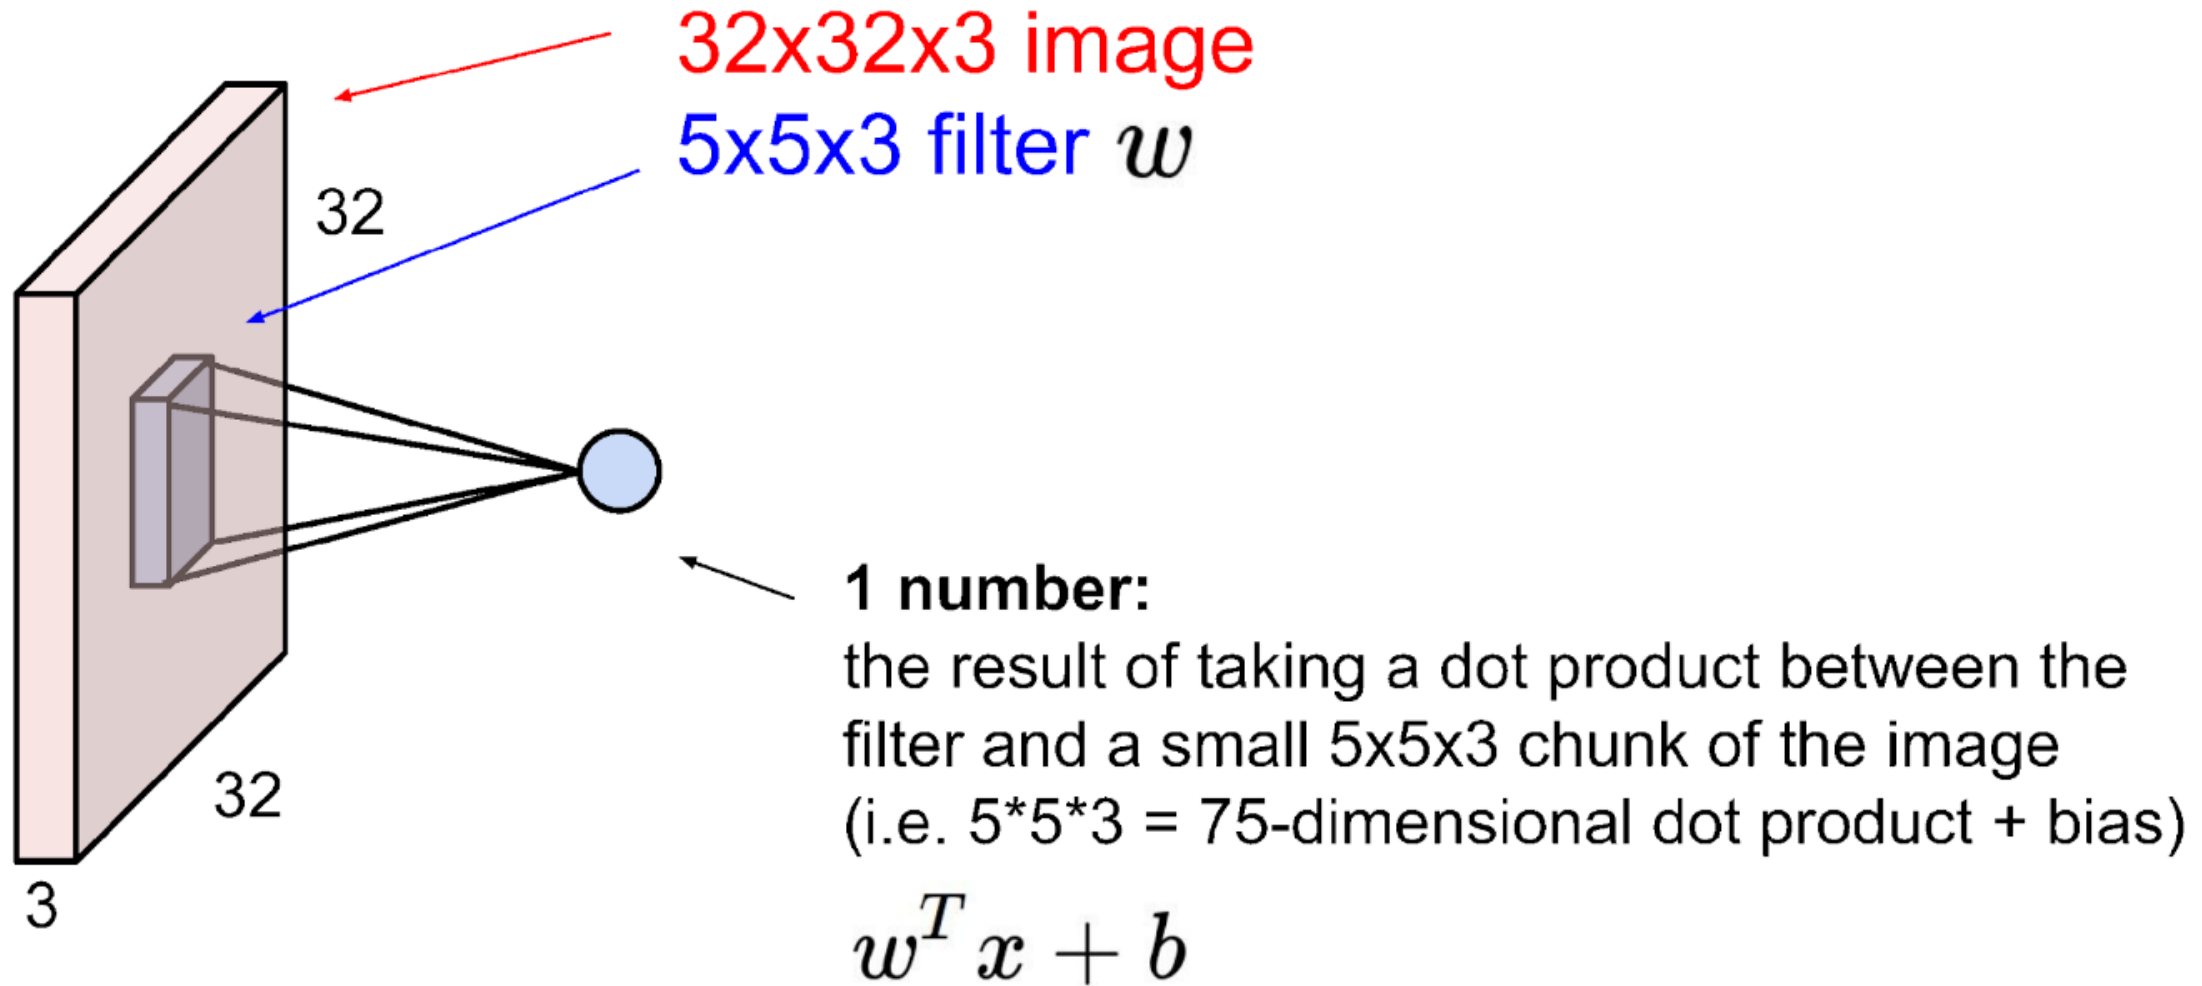 32x32x3 image
5x5x3 filter w
32
32
3
1 number:
the result of taking a dot product between the
filter and a small 5x5x3 chunk of the image
(i.e. 5*5*3 = 75-dimensional dot product + bias)
w^T x + b